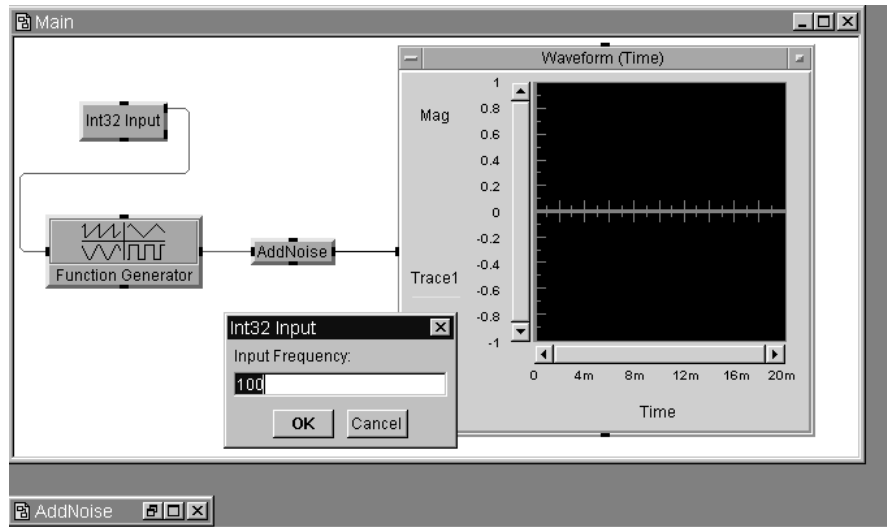 Main
Int32 Input
Function Generator
AddNoise
Waveform (Time)
Mag
Trace1
1
0.8
0.6
0.4
0.2
0
-0.2
-0.4
-0.6
-0.8
-1
0 4m 8m 12m 16m 20m
Time
Int32 Input
Input Frequency:
100
OK Cancel
AddNoise